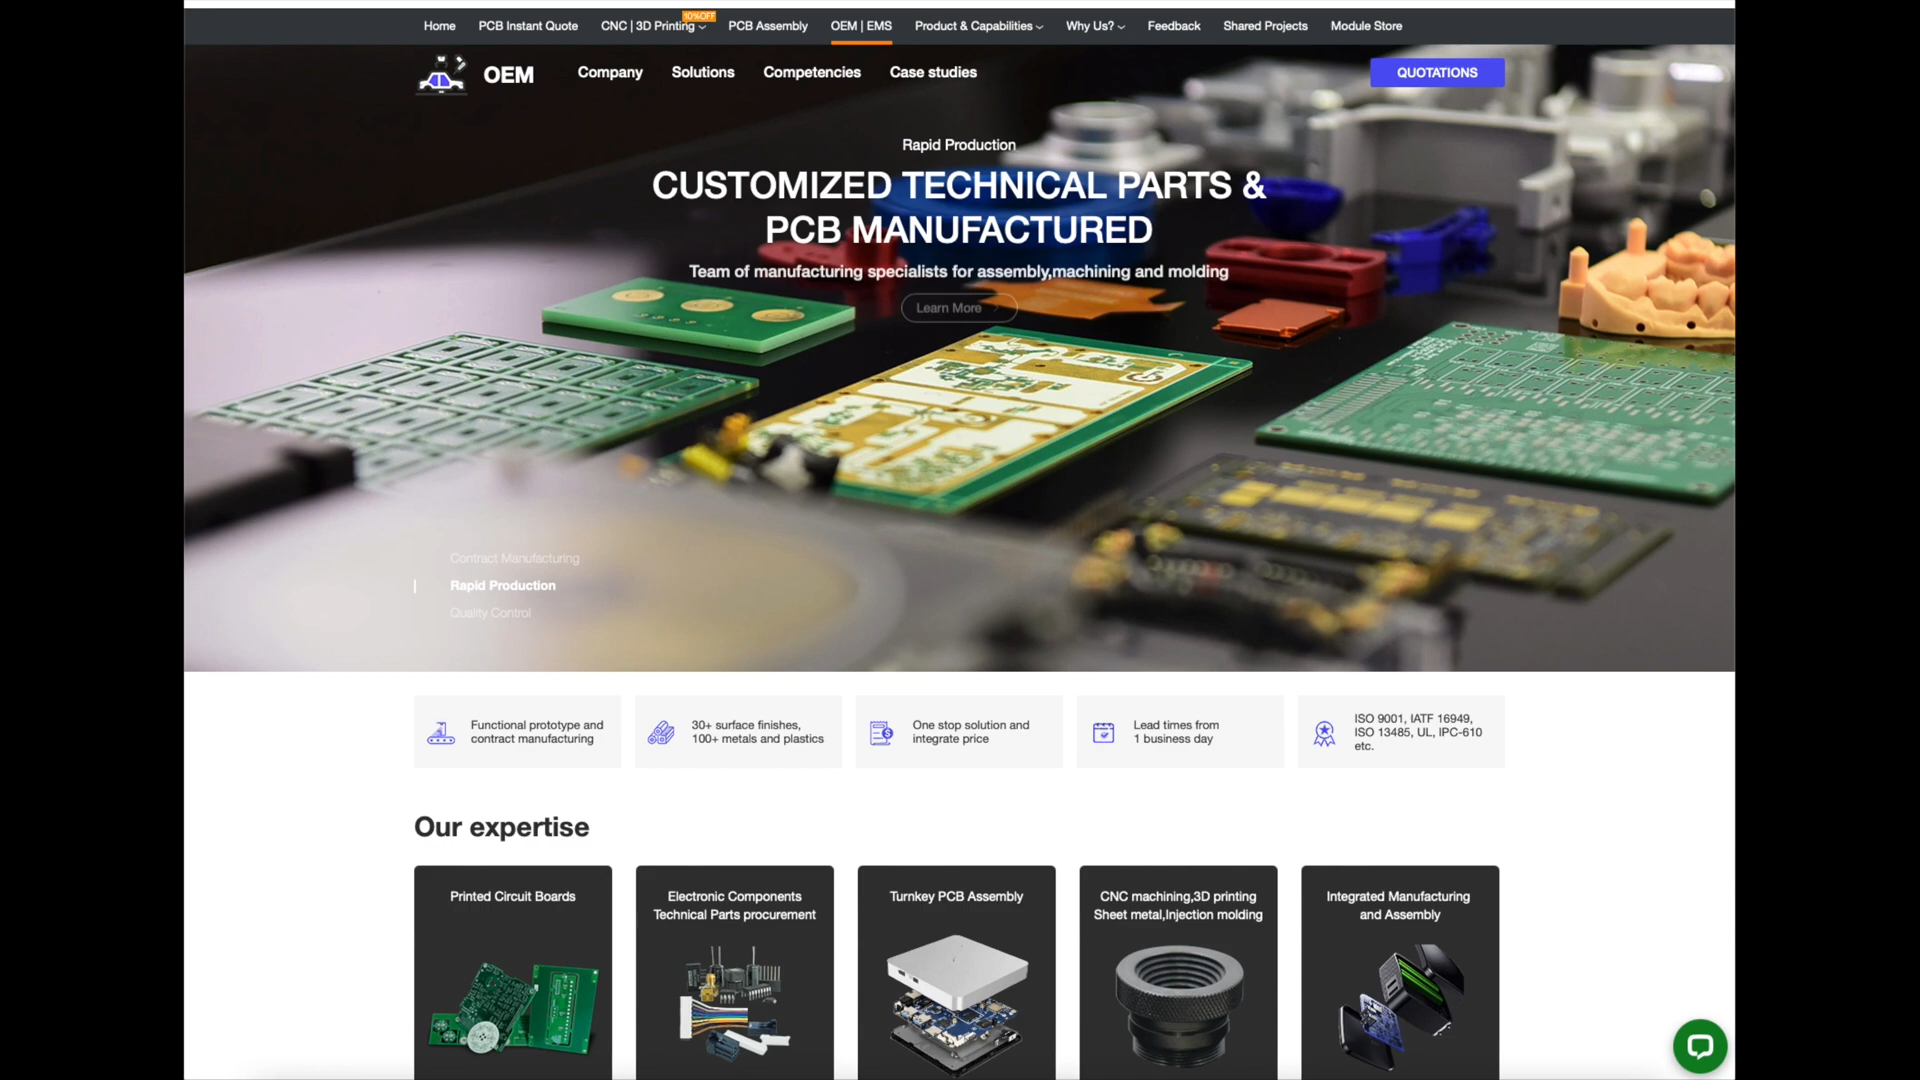 Home PCB Instant Quote CNC | 3D Printing 10%OFF PCB Assembly OEM | EMS Product & Capabilities Why Us? Feedback Shared Projects Module Store
OEM Company Solutions Competencies Case studies QUOTATIONS
Rapid Production
CUSTOMIZED TECHNICAL PARTS &
PCB MANUFACTURED
Team of manufacturing specialists for assembly,machining and molding
Learn More
Contract Manufacturing
Rapid Production
Quality Control
Functional prototype and
contract manufacturing
30+ surface finishes,
100+ metals and plastics
One stop solution and
integrate price
Lead times from
1 business day
ISO 9001, IATF 16949,
ISO 13485, UL, IPC-610
etc.
Our expertise
Printed Circuit Boards
Electronic Components
Technical Parts procurement
Turnkey PCB Assembly
CNC machining,3D printing
Sheet metal,Injection molding
Integrated Manufacturing
and Assembly